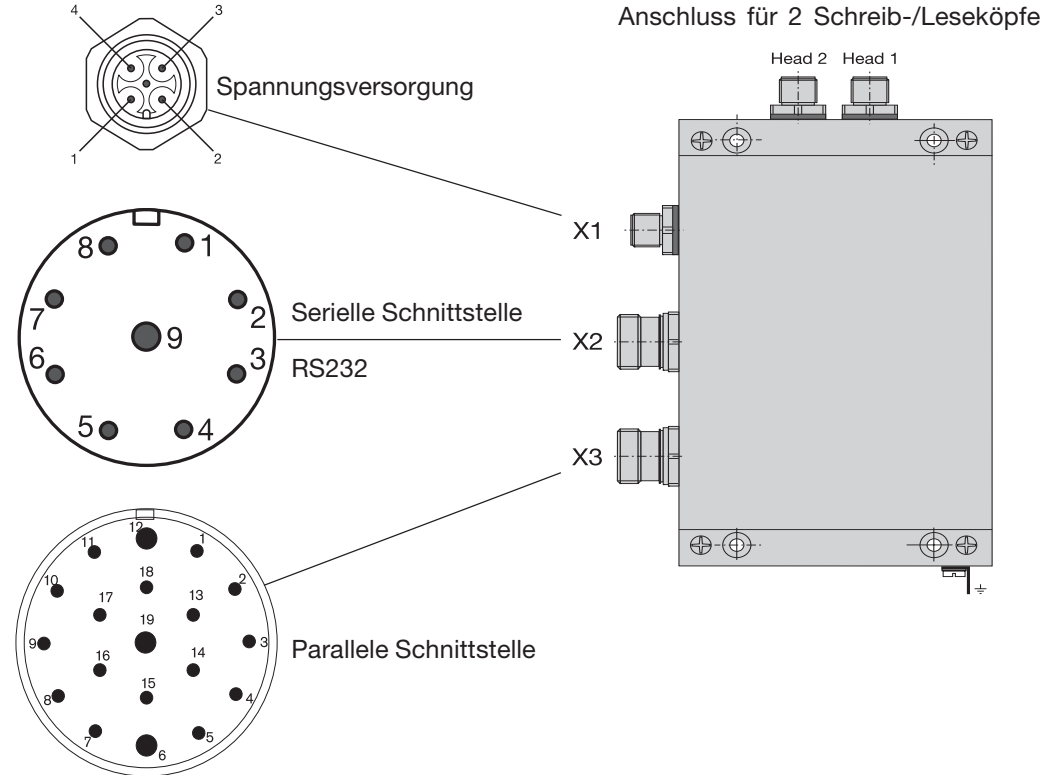 Anschluss für 2 Schreib-/Leseköpfe
Head 2 Head 1
4 3
Spannungsversorgung
1 2
X1
8 1
7 2
9
6 3
5 4
Serielle Schnittstelle
RS232
X2
X3
12
11 1
10 18 2
17 13
19
9 3
16 14
15
8 4
7 5
6
Parallele Schnittstelle